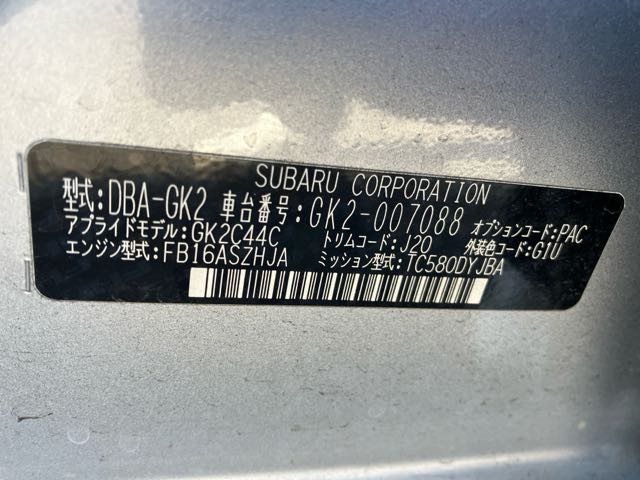 SUBARU CORPORATION
型式:DBA-GK2 車台番号:GK2-007088 オプションコード:PAC
アプライドモデル:GK2C44C トリムコード:J20 外装色コード:G1U
エンジン型式:FB16ASZHJA ミッション型式:TC580DYJBA